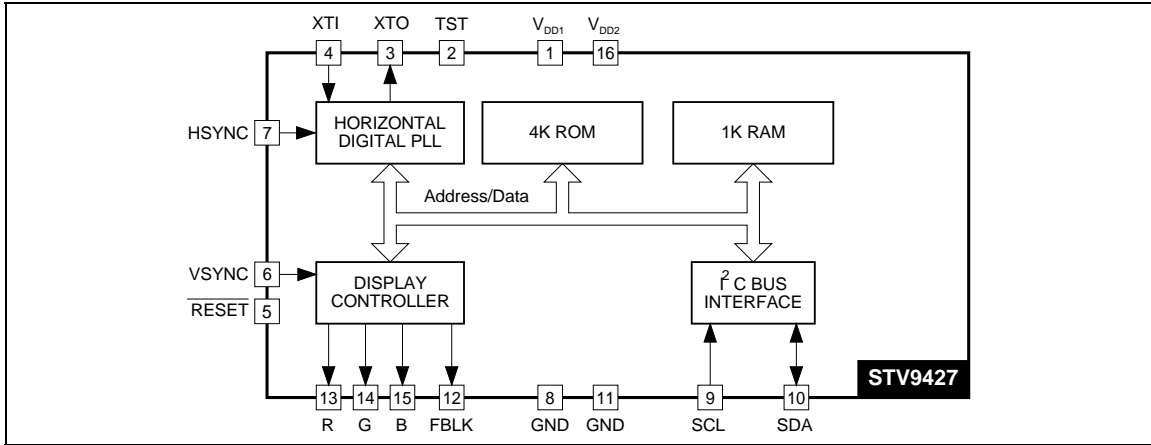 XTI XTO TST VDD1 VDD2
4 3 2 1 16
HSYNC 7
HORIZONTAL
DIGITAL PLL
4K ROM
1K RAM
Address/Data
VSYNC 6
RESET 5
DISPLAY
CONTROLLER
I2C BUS
INTERFACE
STV9427
13 14 15 12 8 11 9 10
R G B FBLK GND GND SCL SDA